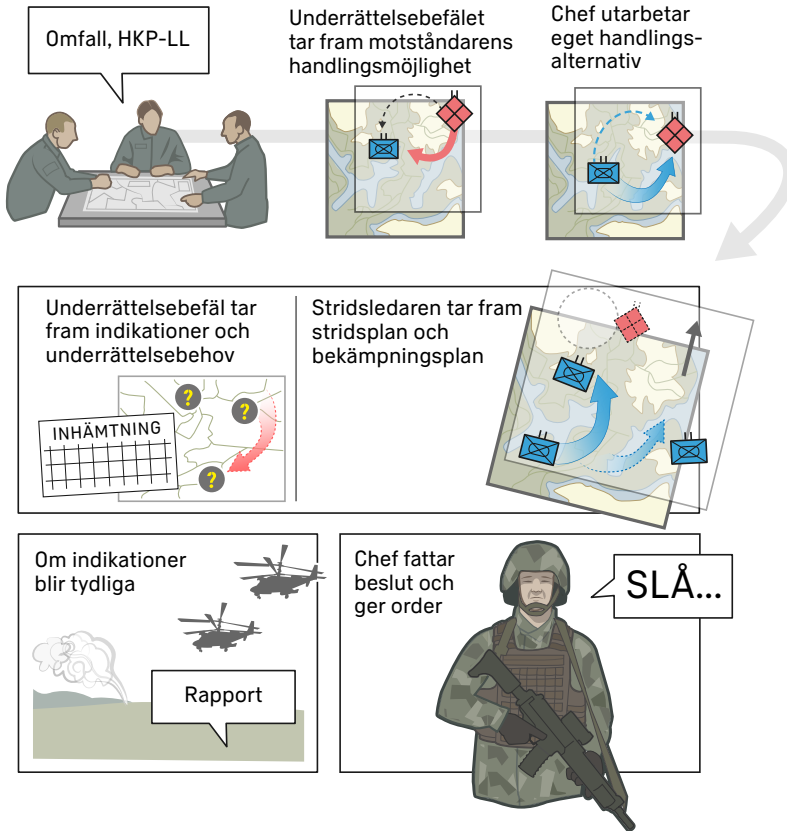 Omfall, HKP-LL
Underrättelsebefälet
tar fram motståndarens
handlingsmöjlighet
Chef utarbetar
eget handlings-
alternativ
Underrättelsebefäl tar
fram indikationer och
underrättelsebehov
?
?
?
INHÄMTNING
Stridsledaren tar fram
stridsplan och
bekämpningsplan
Om indikationer
blir tydliga
Rapport
Chef fattar
beslut och
ger order
SLÅ...